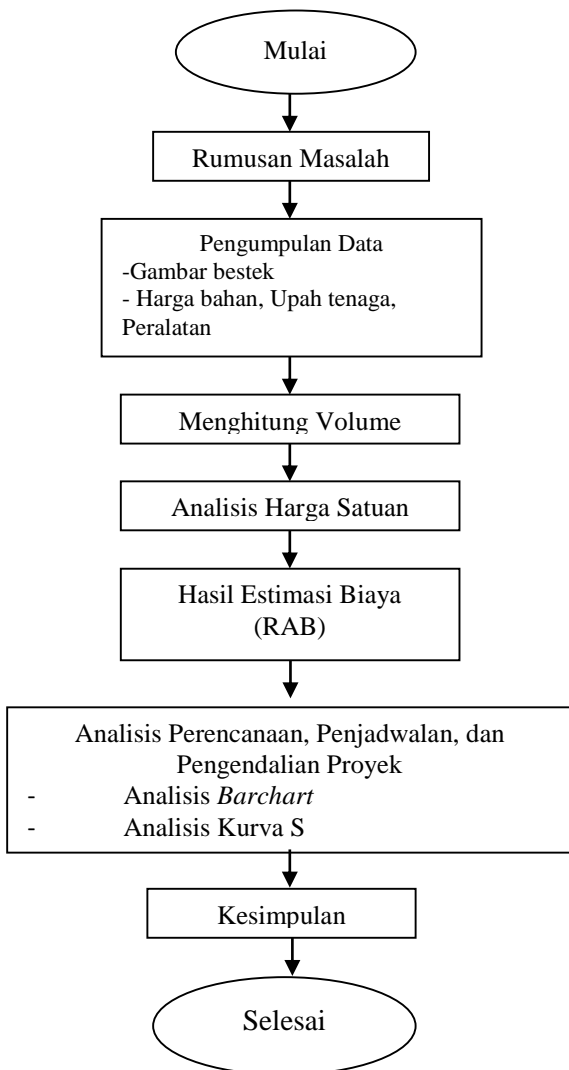 Mulai
Rumusan Masalah
Pengumpulan Data
-Gambar bestek
- Harga bahan, Upah tenaga,
Peralatan
Menghitung Volume
Analisis Harga Satuan
Hasil Estimasi Biaya
(RAB)
Analisis Perencanaan, Penjadwalan, dan
Pengendalian Proyek
- Analisis Barchart
- Analisis Kurva S
Kesimpulan
Selesai